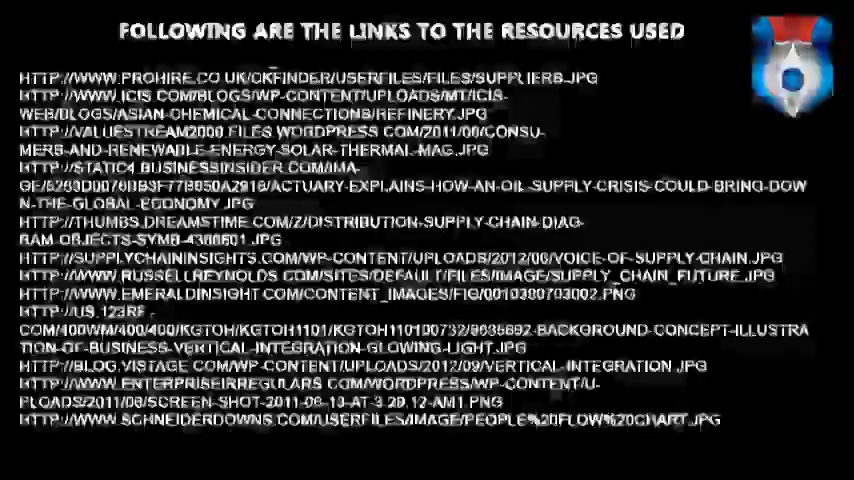 FOLLOWING ARE THE LINKS TO THE RESOURCES USED
HTTP://WWW.PROHIRE.CO.UK/CKFINDER/USERFILES/FILES/SUPPLIERS.JPG
HTTP://WWW.ICIS.COM/BLOGS/WP-CONTENT/UPLOADS/MT/ICIS-
WEB/BLOGS/ASIAN-CHEMICAL-CONNECTIONS/REFINERY.JPG
HTTP://VALUESTREAM2000.FILES.WORDPRESS.COM/2011/06/CONSU-
MERS-AND-RENEWABLE-ENERGY-SOLAR-THERMAL-MAG.JPG
HTTP://STATIC4.BUSINESSINSIDER.COM/IMA-
N-THE-GLOBAL-ECONOMY.JPG
HTTP://THUMBS.DREAMSTIME.COM/Z/DISTRIBUTION-SUPPLY-CHAIN-DIAG-
HTTP://SUPPLYCHAININSIGHTS.COM/WP-CONTENT/UPLOADS/2012/06/VOICE-OF-SUPPLY-CHAIN.JPG
HTTP://WWW.RUSSELLREYNOLDS.COM/SITES/DEFAULT/FILES/IMAGE/SUPPLY_CHAIN_FUTURE.JPG
HTTP://WWW.EMERALDINSIGHT.COM/CONTENT_IMAGES/FIG/0010380703002.PNG
HTTP://US.123RF.
TION-OF-BUSINESS-VERTICAL-INTEGRATION-GLOWING-LIGHT.JPG
HTTP://BLOG.VISTAGE.COM/WP-CONTENT/UPLOADS/2012/09/VERTICAL-INTEGRATION.JPG
HTTP://WWW.ENTERPRISEIRREGULARS.COM/WORDPRESS/WP-CONTENT/U-
PLOADS/2011/06/SCREEN-SHOT-2011-06-13-AT-3.29.12-AM1.PNG
HTTP://WWW.SCHNEIDERDOWNS.COM/USERFILES/IMAGE/PEOPLE%20FLOW%20CHART.JPG